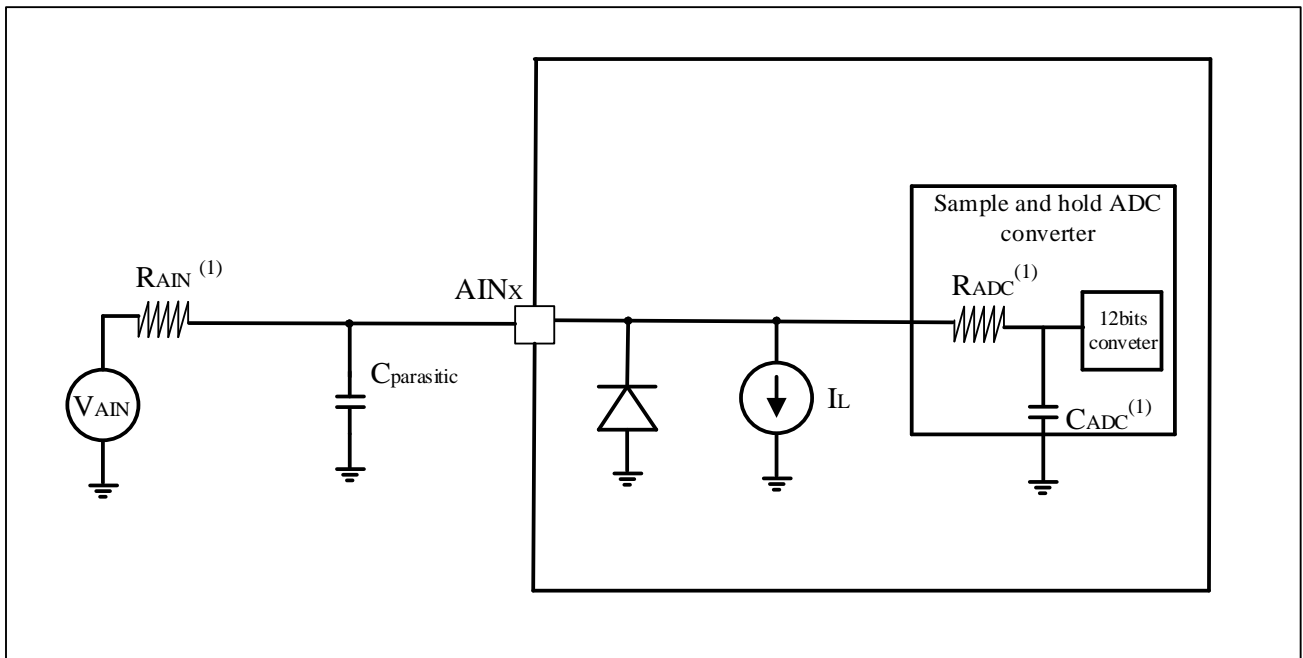 Sample and hold ADC
converter
RAIN (1)
AINx
RADC(1)
12bits
conveter
Cparasitic
VAIN
IL
CADC(1)